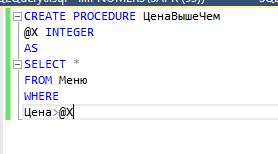 CREATE PROCEDURE ЦенаВышеЧем
@X INTEGER
AS
SELECT *
FROM Меню
WHERE
Цена>@X